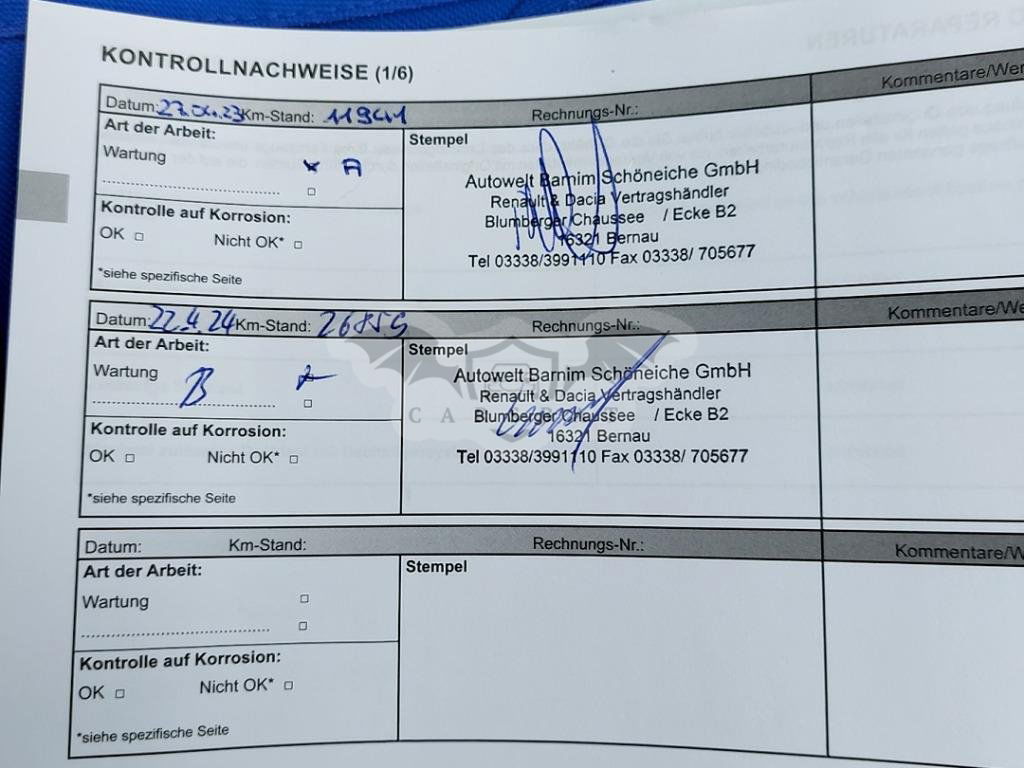 KONTROLLNACHWEISE (1/6)
Datum: 27.04.23 Km-Stand: 11941 Rechnungs-Nr.: Kommentare/Wer
Art der Arbeit: Stempel
Wartung x A
Autowelt Barnim Schöneiche GmbH
Renault & Dacia Vertragshändler
Blumberger Chaussee / Ecke B2
16321 Bernau
Tel 03338/3991110 Fax 03338/ 705677
Kontrolle auf Korrosion:
OK Nicht OK*
*siehe spezifische Seite
Datum: 22.4.24 Km-Stand: 26859 Rechnungs-Nr.: Kommentare/We
Art der Arbeit: Stempel
Wartung B x
Autowelt Barnim Schöneiche GmbH
Renault & Dacia Vertragshändler
Blumberger Chaussee / Ecke B2
16321 Bernau
Tel 03338/3991110 Fax 03338/ 705677
Kontrolle auf Korrosion:
OK Nicht OK*
*siehe spezifische Seite
Datum: Km-Stand: Rechnungs-Nr.: Kommentare/W
Art der Arbeit: Stempel
Wartung
Kontrolle auf Korrosion:
OK Nicht OK*
*siehe spezifische Seite